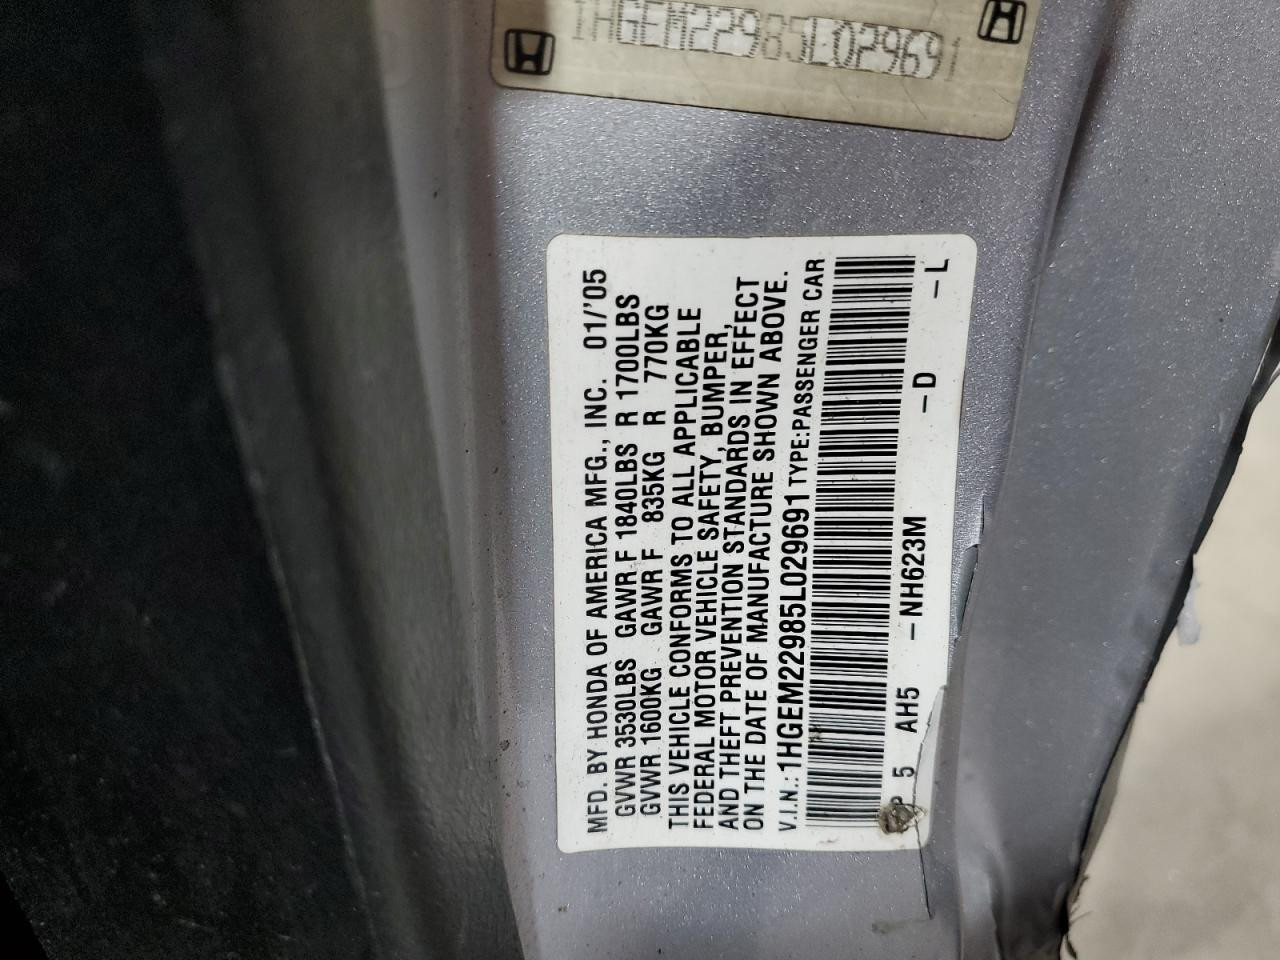 1HGEM22985L029691
MFD. BY HONDA OF AMERICA MFG., INC. 01/'05
GVWR 3530LBS GAWR F 1840LBS R 1700LBS
GVWR 1600KG GAWR F 835KG R 770KG
THIS VEHICLE CONFORMS TO ALL APPLICABLE
FEDERAL MOTOR VEHICLE SAFETY, BUMPER,
AND THEFT PREVENTION STANDARDS IN EFFECT
ON THE DATE OF MANUFACTURE SHOWN ABOVE.
V.I.N.: 1HGEM22985L029691 TYPE:PASSENGER CAR
P 5 AH5 -NH623M -D -L